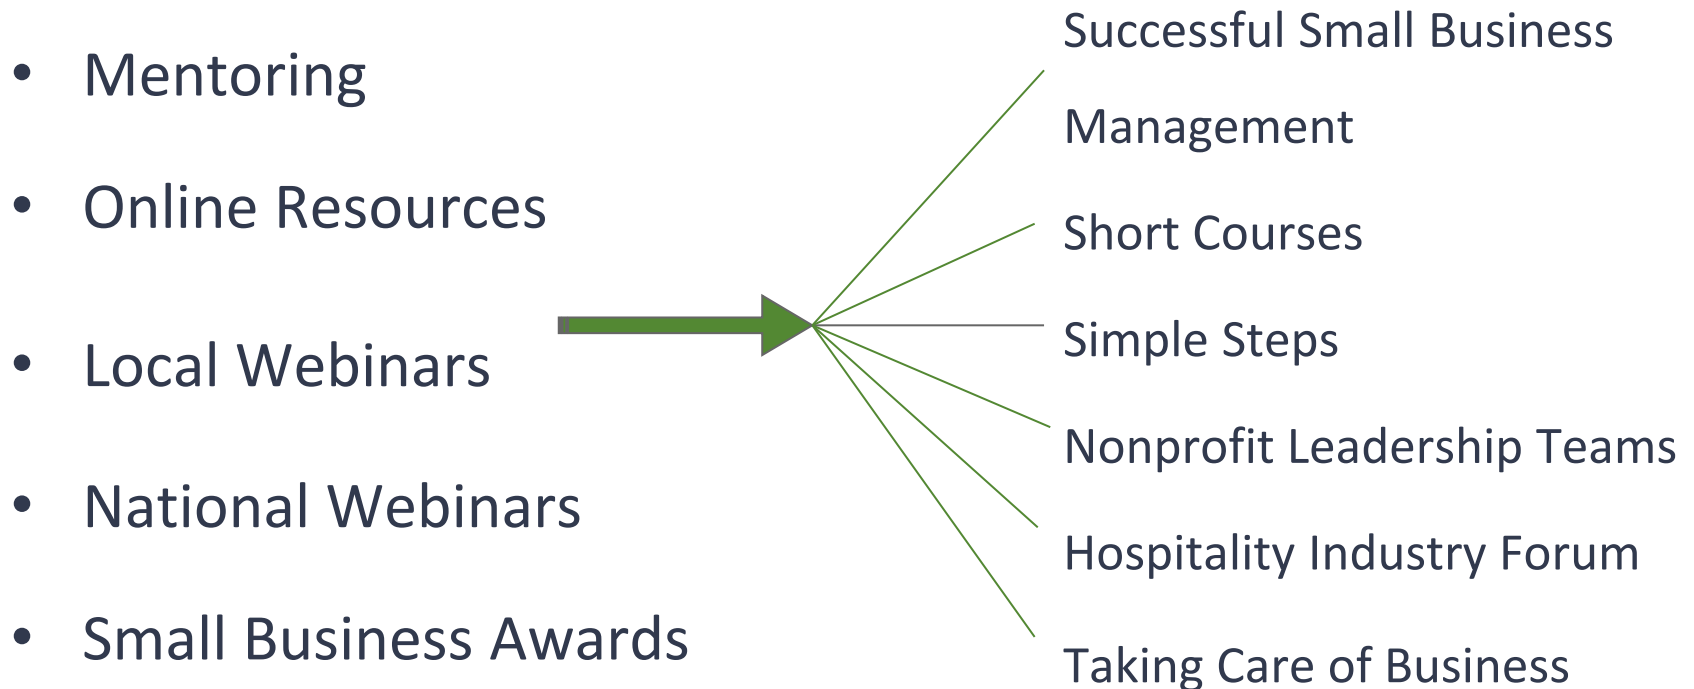 • Mentoring
• Online Resources
• Local Webinars
• National Webinars
• Small Business Awards
Successful Small Business
Management
Short Courses
Simple Steps
Nonprofit Leadership Teams
Hospitality Industry Forum
Taking Care of Business